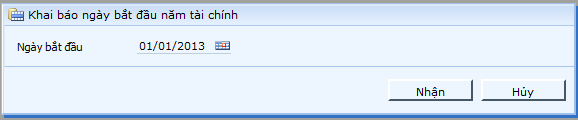 Khai báo ngày bắt đầu năm tài chính
Ngày bắt đầu 01/01/2013
Nhận Hủy